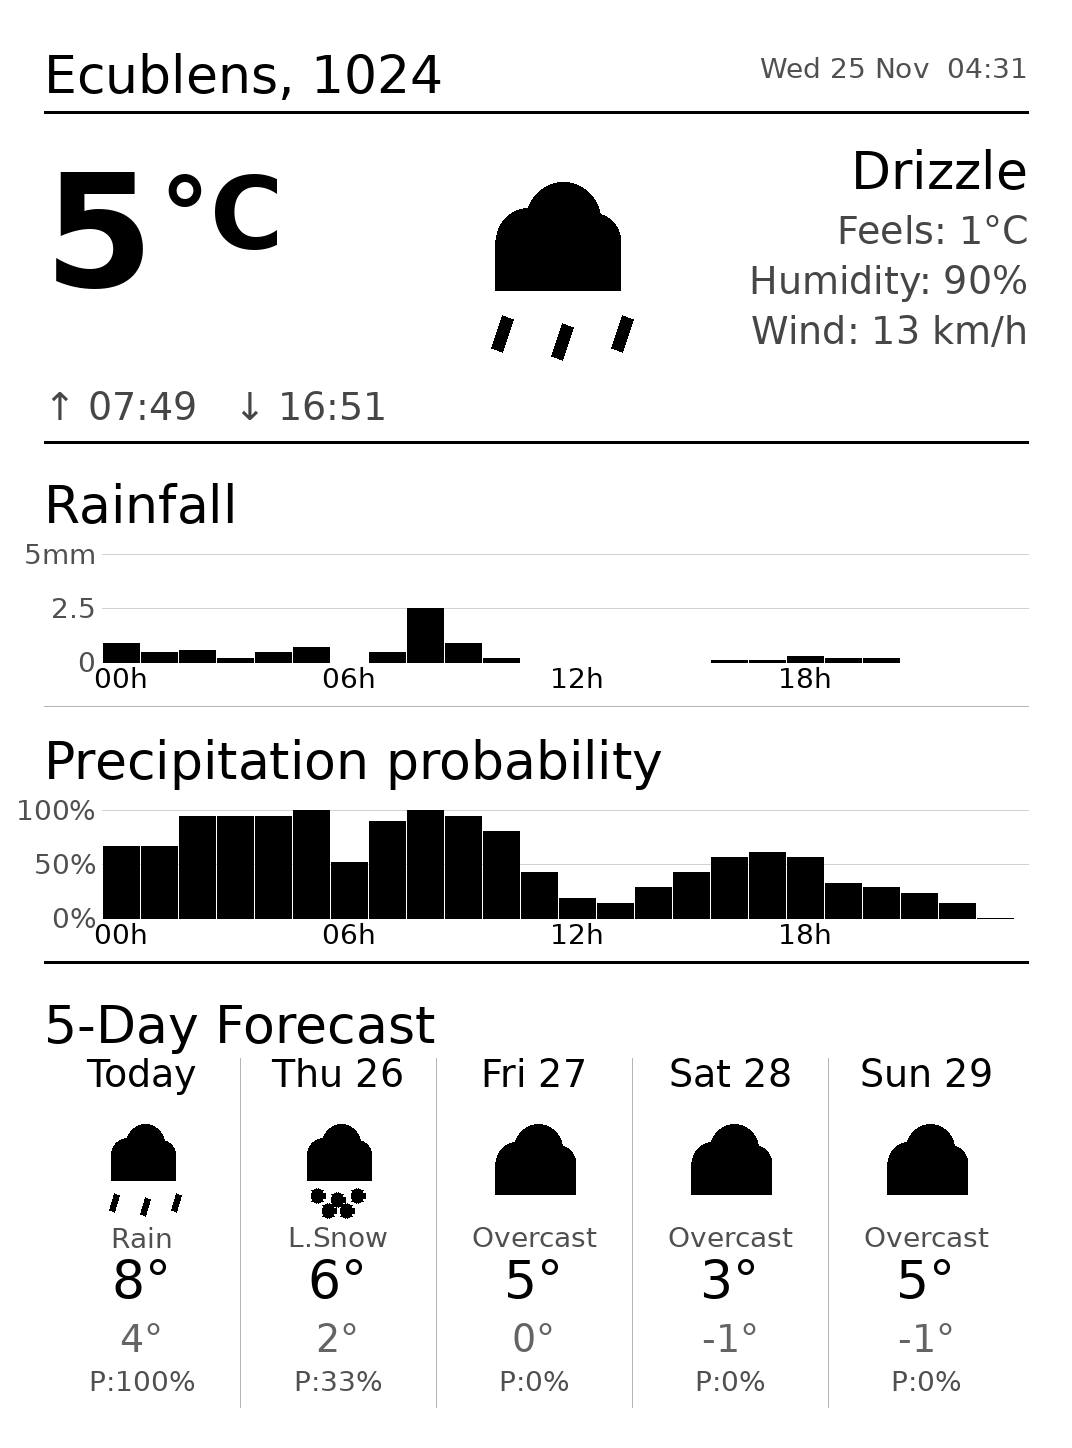 Ecublens, 1024
Wed 25 Nov  04:31
5°C
Drizzle
Feels: 1°C
Humidity: 90%
Wind: 13 km/h
↑ 07:49   ↓ 16:51
Rainfall
5mm
2.5
0
00h 06h 12h 18h
Precipitation probability
100%
50%
0%
00h 06h 12h 18h
5-Day Forecast
Today Thu 26 Fri 27 Sat 28 Sun 29
Rain L.Snow Overcast Overcast Overcast
8° 6° 5° 3° 5°
4° 2° 0° -1° -1°
P:100% P:33% P:0% P:0% P:0%